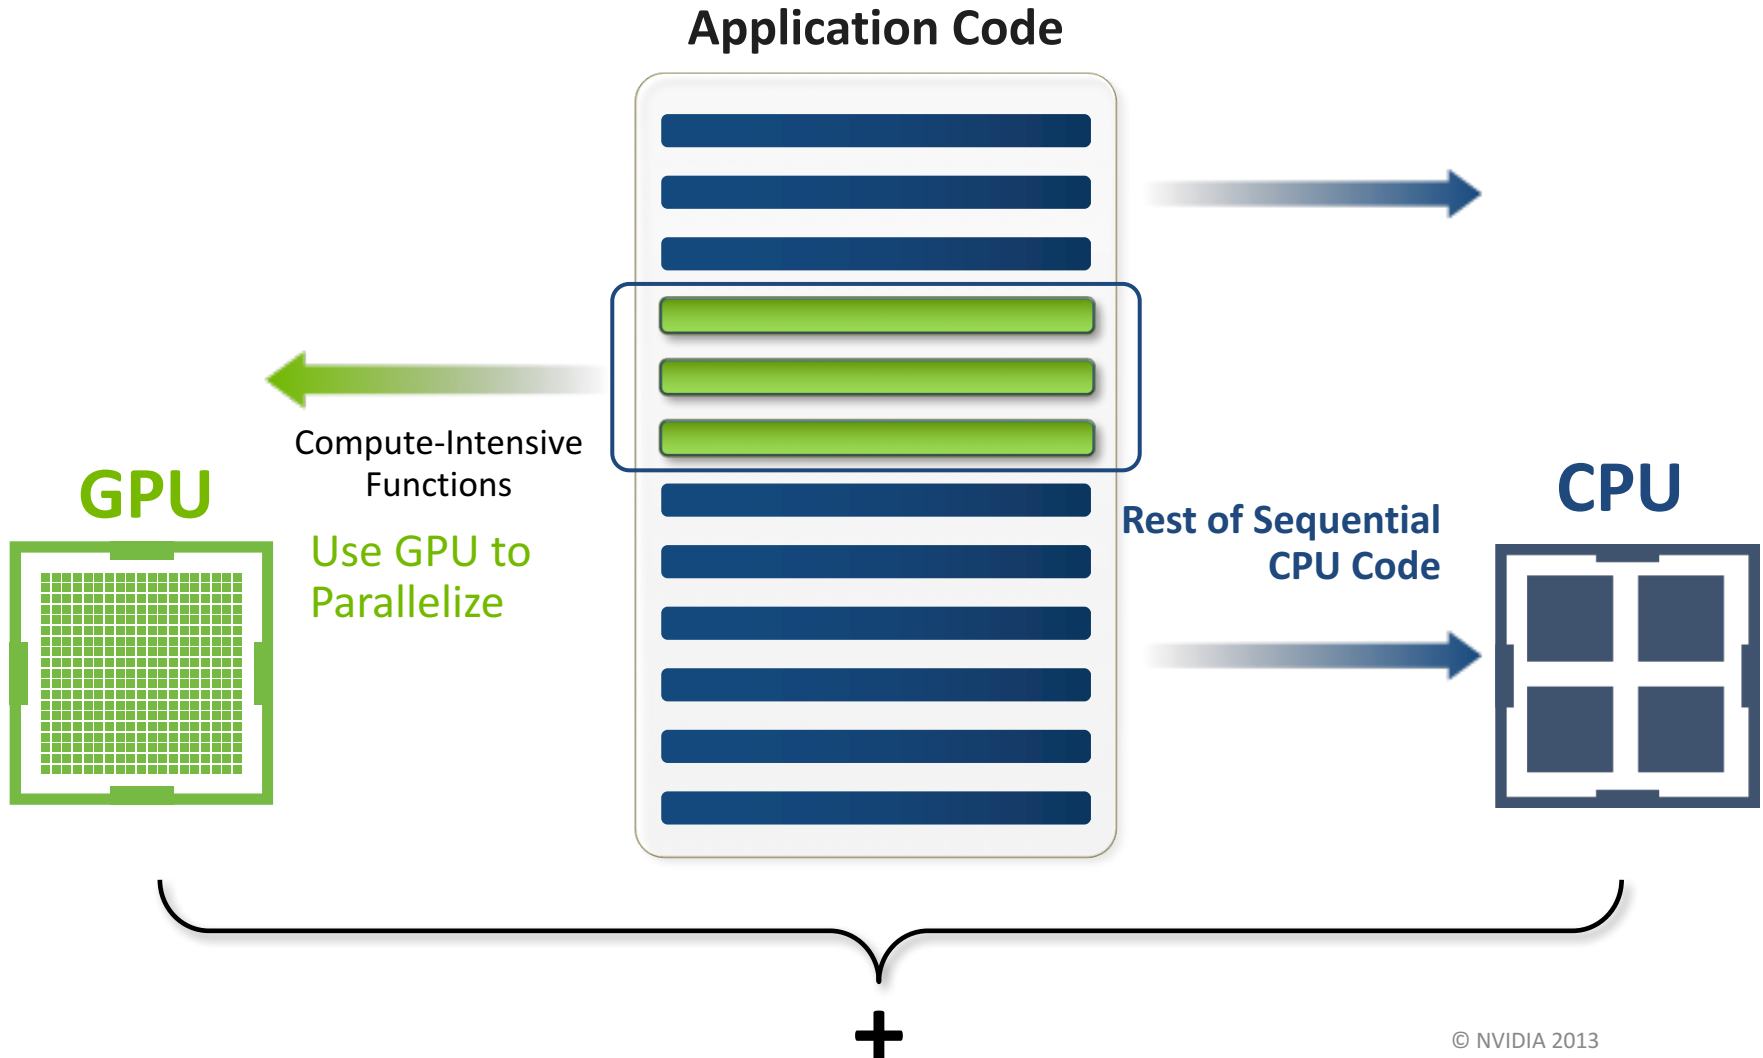 Application Code
Compute-Intensive
Functions
GPU
Use GPU to
Parallelize
Rest of Sequential
CPU Code
CPU
+
© NVIDIA 2013